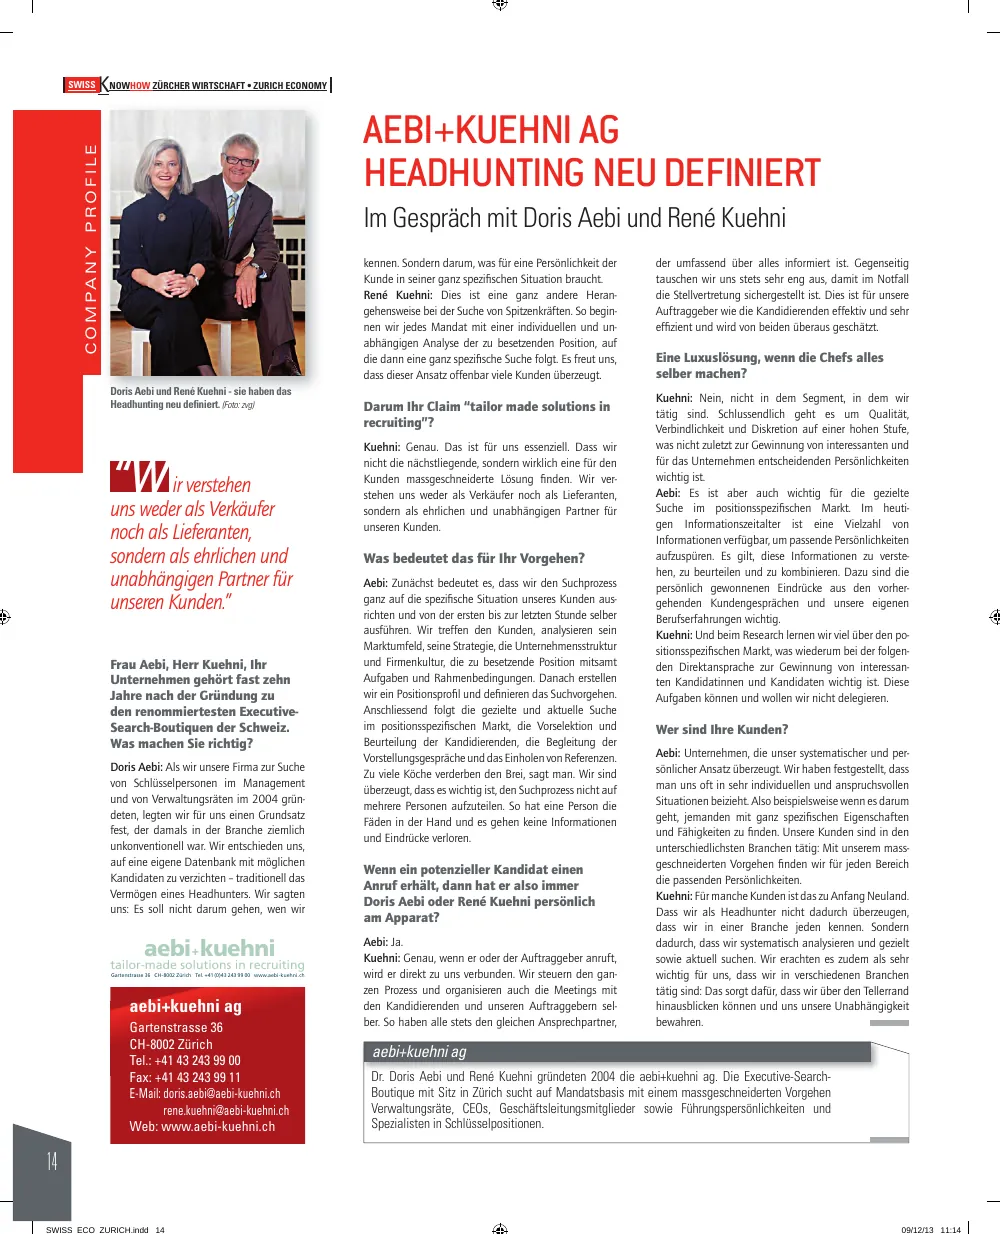 SWISS KNOWHOW ZÜRCHER WIRTSCHAFT • ZURICH ECONOMY
COMPANY PROFILE
Doris Aebi und René Kuehni - sie haben das
Headhunting neu definiert. (Foto: zvg)
“Wir verstehen
uns weder als Verkäufer
noch als Lieferanten,
sondern als ehrlichen und
unabhängigen Partner für
unseren Kunden.”
Frau Aebi, Herr Kuehni, Ihr
Unternehmen gehört fast zehn
Jahre nach der Gründung zu
den renommiertesten Executive-
Search-Boutiquen der Schweiz.
Was machen Sie richtig?
Doris Aebi: Als wir unsere Firma zur Suche
von Schlüsselpersonen im Management
und von Verwaltungsräten im 2004 grün-
deten, legten wir für uns einen Grundsatz
fest, der damals in der Branche ziemlich
unkonventionell war. Wir entschieden uns,
auf eine eigene Datenbank mit möglichen
Kandidaten zu verzichten – traditionell das
Vermögen eines Headhunters. Wir sagten
uns: Es soll nicht darum gehen, wen wir
aebi+kuehni
tailor-made solutions in recruiting
Gartenstrasse 36 CH-8002 Zürich Tel. +41 (0)43 243 99 00 www.aebi-kuehni.ch
aebi+kuehni ag
Gartenstrasse 36
CH-8002 Zürich
Tel.: +41 43 243 99 00
Fax: +41 43 243 99 11
E-Mail: doris.aebi@aebi-kuehni.ch
rene.kuehni@aebi-kuehni.ch
Web: www.aebi-kuehni.ch
AEBI+KUEHNI AG
HEADHUNTING NEU DEFINIERT
Im Gespräch mit Doris Aebi und René Kuehni
kennen. Sondern darum, was für eine Persönlichkeit der
Kunde in seiner ganz spezifischen Situation braucht.
René Kuehni: Dies ist eine ganz andere Heran-
gehensweise bei der Suche von Spitzenkräften. So begin-
nen wir jedes Mandat mit einer individuellen und un-
abhängigen Analyse der zu besetzenden Position, auf
die dann eine ganz spezifische Suche folgt. Es freut uns,
dass dieser Ansatz offenbar viele Kunden überzeugt.
Darum Ihr Claim “tailor made solutions in
recruiting”?
Kuehni: Genau. Das ist für uns essenziell. Dass wir
nicht die nächstliegende, sondern wirklich eine für den
Kunden massgeschneiderte Lösung finden. Wir ver-
stehen uns weder als Verkäufer noch als Lieferanten,
sondern als ehrlichen und unabhängigen Partner für
unseren Kunden.
Was bedeutet das für Ihr Vorgehen?
Aebi: Zunächst bedeutet es, dass wir den Suchprozess
ganz auf die spezifische Situation unseres Kunden aus-
richten und von der ersten bis zur letzten Stunde selber
ausführen. Wir treffen den Kunden, analysieren sein
Marktumfeld, seine Strategie, die Unternehmensstruktur
und Firmenkultur, die zu besetzende Position mitsamt
Aufgaben und Rahmenbedingungen. Danach erstellen
wir ein Positionsprofil und definieren das Suchvorgehen.
Anschliessend folgt die gezielte und aktuelle Suche
im positionsspezifischen Markt, die Vorselektion und
Beurteilung der Kandidierenden, die Begleitung der
Vorstellungsgespräche und das Einholen von Referenzen.
Zu viele Köche verderben den Brei, sagt man. Wir sind
überzeugt, dass es wichtig ist, den Suchprozess nicht auf
mehrere Personen aufzuteilen. So hat eine Person die
Fäden in der Hand und es gehen keine Informationen
und Eindrücke verloren.
Wenn ein potenzieller Kandidat einen
Anruf erhält, dann hat er also immer
Doris Aebi oder René Kuehni persönlich
am Apparat?
Aebi: Ja.
Kuehni: Genau, wenn er oder der Auftraggeber anruft,
wird er direkt zu uns verbunden. Wir steuern den gan-
zen Prozess und organisieren auch die Meetings mit
den Kandidierenden und unseren Auftraggebern sel-
ber. So haben alle stets den gleichen Ansprechpartner,
der umfassend über alles informiert ist. Gegenseitig
tauschen wir uns stets sehr eng aus, damit im Notfall
die Stellvertretung sichergestellt ist. Dies ist für unsere
Auftraggeber wie die Kandidierenden effektiv und sehr
effizient und wird von beiden überaus geschätzt.
Eine Luxuslösung, wenn die Chefs alles
selber machen?
Kuehni: Nein, nicht in dem Segment, in dem wir
tätig sind. Schlussendlich geht es um Qualität,
Verbindlichkeit und Diskretion auf einer hohen Stufe,
was nicht zuletzt zur Gewinnung von interessanten und
für das Unternehmen entscheidenden Persönlichkeiten
wichtig ist.
Aebi: Es ist aber auch wichtig für die gezielte
Suche im positionsspezifischen Markt. Im heuti-
gen Informationszeitalter ist eine Vielzahl von
Informationen verfügbar, um passende Persönlichkeiten
aufzuspüren. Es gilt, diese Informationen zu verste-
hen, zu beurteilen und zu kombinieren. Dazu sind die
persönlich gewonnenen Eindrücke aus den vorher-
gehenden Kundengesprächen und unsere eigenen
Berufserfahrungen wichtig.
Kuehni: Und beim Research lernen wir viel über den po-
sitionsspezifischen Markt, was wiederum bei der folgen-
den Direktansprache zur Gewinnung von interessan-
ten Kandidatinnen und Kandidaten wichtig ist. Diese
Aufgaben können und wollen wir nicht delegieren.
Wer sind Ihre Kunden?
Aebi: Unternehmen, die unser systematischer und per-
sönlicher Ansatz überzeugt. Wir haben festgestellt, dass
man uns oft in sehr individuellen und anspruchsvollen
Situationen beizieht. Also beispielsweise wenn es darum
geht, jemanden mit ganz spezifischen Eigenschaften
und Fähigkeiten zu finden. Unsere Kunden sind in den
unterschiedlichsten Branchen tätig: Mit unserem mass-
geschneiderten Vorgehen finden wir für jeden Bereich
die passenden Persönlichkeiten.
Kuehni: Für manche Kunden ist das zu Anfang Neuland.
Dass wir als Headhunter nicht dadurch überzeugen,
dass wir in einer Branche jeden kennen. Sondern
dadurch, dass wir systematisch analysieren und gezielt
sowie aktuell suchen. Wir erachten es zudem als sehr
wichtig für uns, dass wir in verschiedenen Branchen
tätig sind: Das sorgt dafür, dass wir über den Tellerrand
hinausblicken können und uns unsere Unabhängigkeit
bewahren.
aebi+kuehni ag
Dr. Doris Aebi und René Kuehni gründeten 2004 die aebi+kuehni ag. Die Executive-Search-
Boutique mit Sitz in Zürich sucht auf Mandatsbasis mit einem massgeschneiderten Vorgehen
Verwaltungsräte, CEOs, Geschäftsleitungsmitglieder sowie Führungspersönlichkeiten und
Spezialisten in Schlüsselpositionen.
14
SWISS_ECO_ZURICH.indd 14
09/12/13 11:14